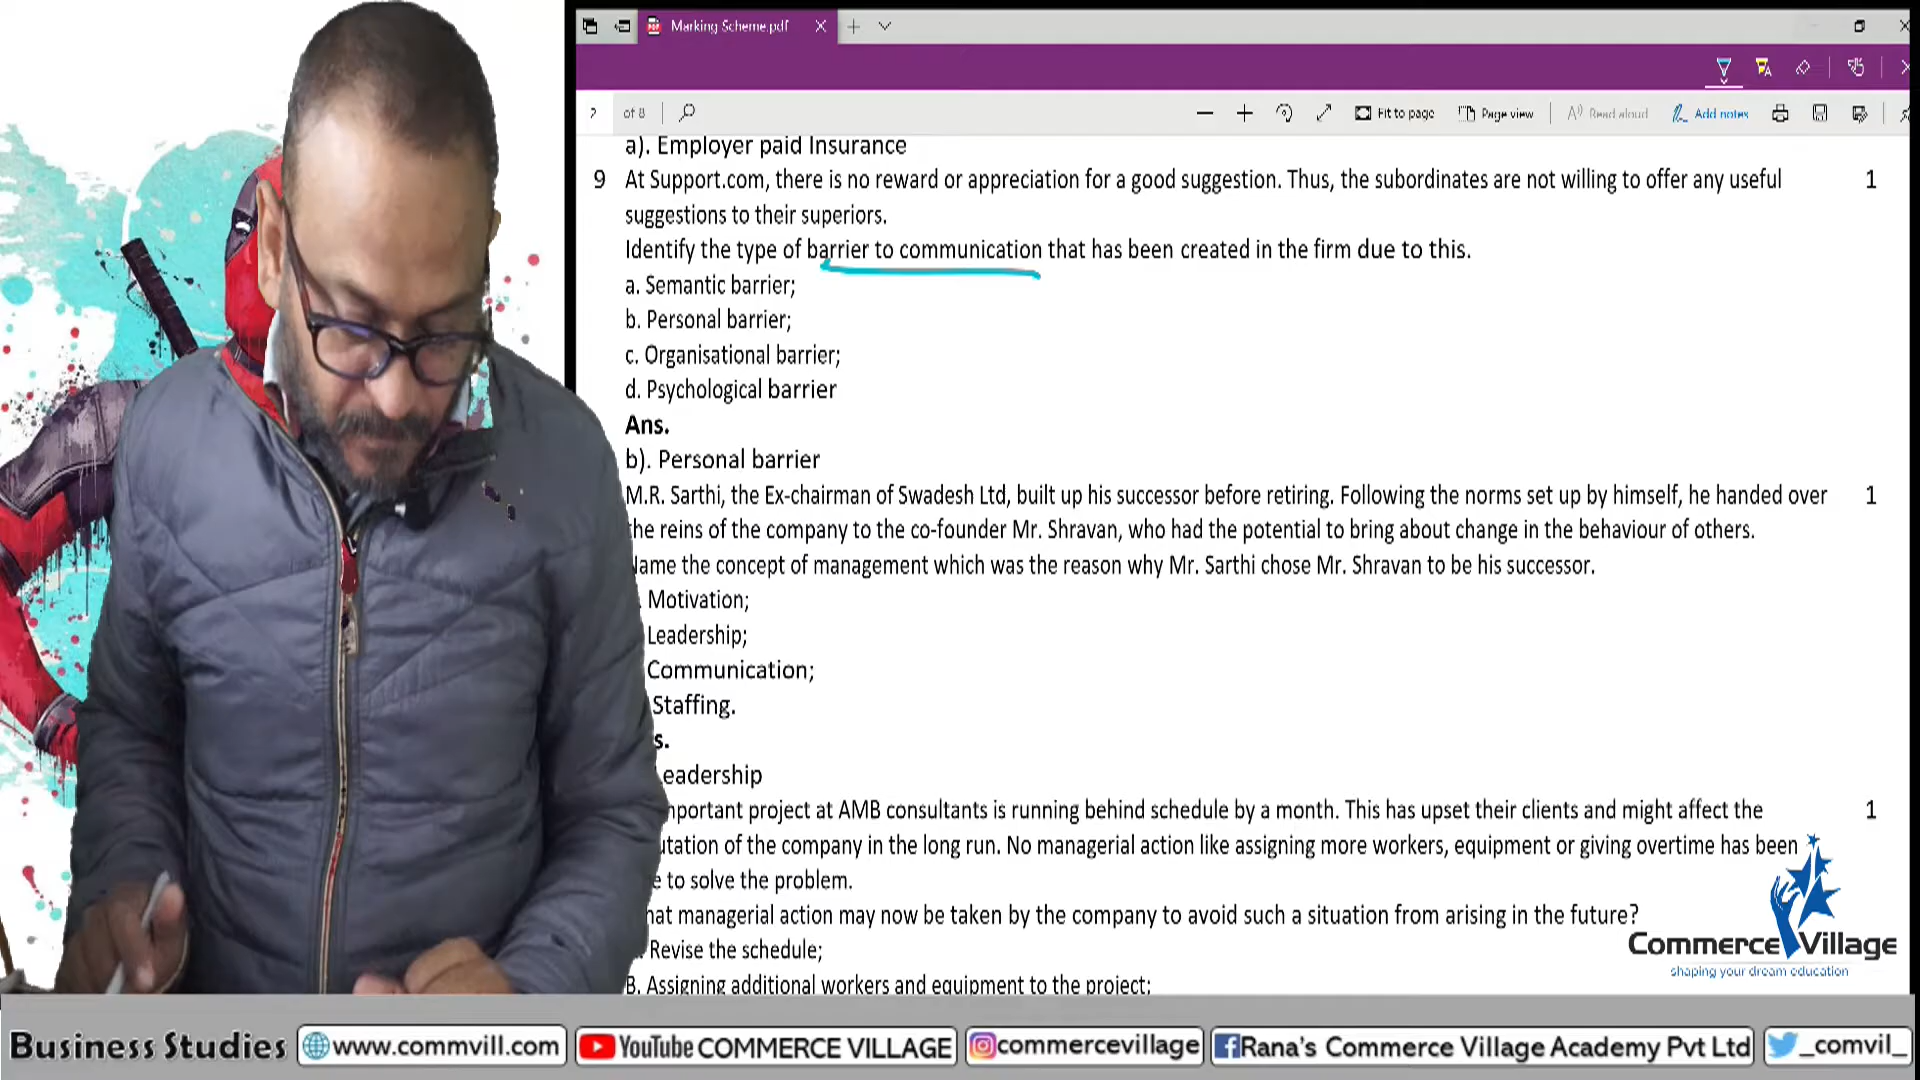 Marking Scheme.pdf
2 of 8 Fit to page Page view Read aloud Add notes
a). Employer paid Insurance
9 At Support.com, there is no reward or appreciation for a good suggestion. Thus, the subordinates are not willing to offer any useful 1
suggestions to their superiors.
Identify the type of barrier to communication that has been created in the firm due to this.
a. Semantic barrier;
b. Personal barrier;
c. Organisational barrier;
d. Psychological barrier
Ans.
b). Personal barrier
M.R. Sarthi, the Ex-chairman of Swadesh Ltd, built up his successor before retiring. Following the norms set up by himself, he handed over 1
the reins of the company to the co-founder Mr. Shravan, who had the potential to bring about change in the behaviour of others.
Name the concept of management which was the reason why Mr. Sarthi chose Mr. Shravan to be his successor.
Motivation;
Leadership;
Communication;
Staffing.
s.
Leadership
mportant project at AMB consultants is running behind schedule by a month. This has upset their clients and might affect the 1
utation of the company in the long run. No managerial action like assigning more workers, equipment or giving overtime has been
e to solve the problem.
hat managerial action may now be taken by the company to avoid such a situation from arising in the future?
Revise the schedule;
B. Assigning additional workers and equipment to the project;
Commerce Village
shaping your dream education
Business Studies www.commvill.com YouTube COMMERCE VILLAGE commercevillage Rana's Commerce Village Academy Pvt Ltd _comvil_